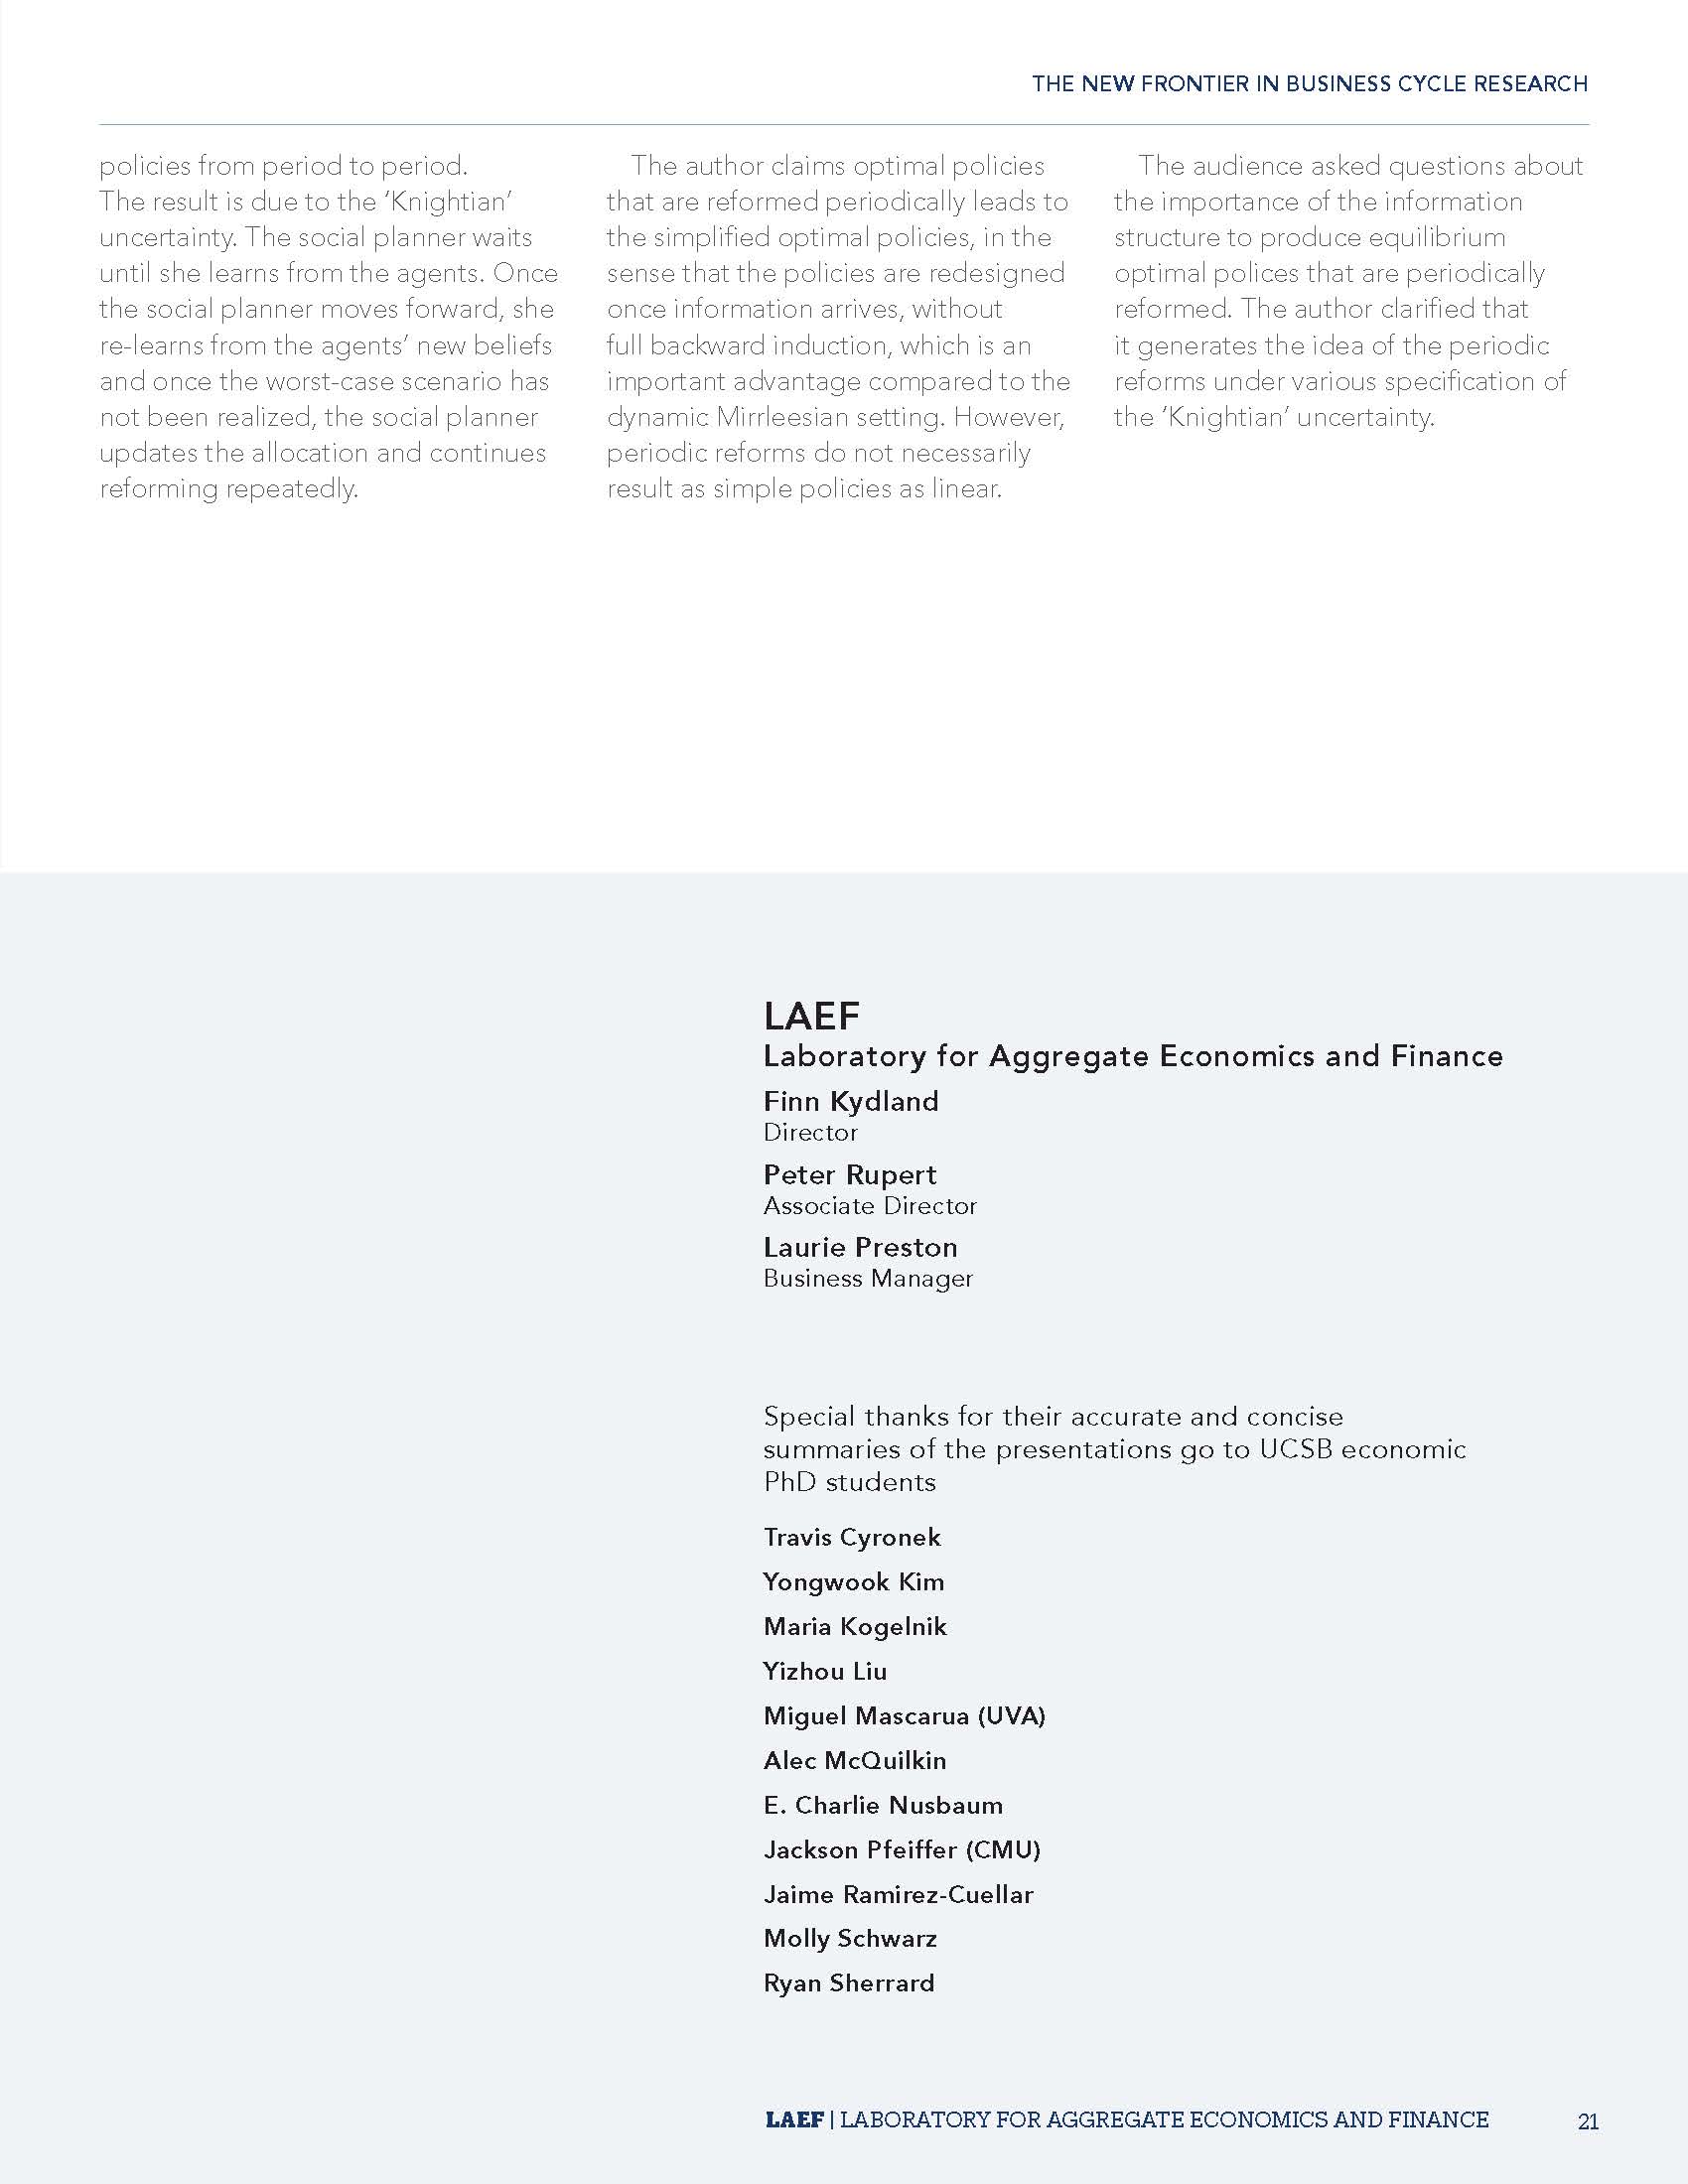 THE NEW FRONTIER IN BUSINESS CYCLE RESEARCH
policies from period to period.
The result is due to the ‘Knightian’
uncertainty. The social planner waits
until she learns from the agents. Once
the social planner moves forward, she
re-learns from the agents’ new beliefs
and once the worst-case scenario has
not been realized, the social planner
updates the allocation and continues
reforming repeatedly.
The author claims optimal policies
that are reformed periodically leads to
the simplified optimal policies, in the
sense that the policies are redesigned
once information arrives, without
full backward induction, which is an
important advantage compared to the
dynamic Mirrleesian setting. However,
periodic reforms do not necessarily
result as simple policies as linear.
The audience asked questions about
the importance of the information
structure to produce equilibrium
optimal polices that are periodically
reformed. The author clarified that
it generates the idea of the periodic
reforms under various specification of
the ‘Knightian’ uncertainty.
LAEF
Laboratory for Aggregate Economics and Finance
Finn Kydland
Director
Peter Rupert
Associate Director
Laurie Preston
Business Manager
Special thanks for their accurate and concise
summaries of the presentations go to UCSB economic
PhD students
Travis Cyronek
Yongwook Kim
Maria Kogelnik
Yizhou Liu
Miguel Mascarua (UVA)
Alec McQuilkin
E. Charlie Nusbaum
Jackson Pfeiffer (CMU)
Jaime Ramirez-Cuellar
Molly Schwarz
Ryan Sherrard
LAEF | LABORATORY FOR AGGREGATE ECONOMICS AND FINANCE 21